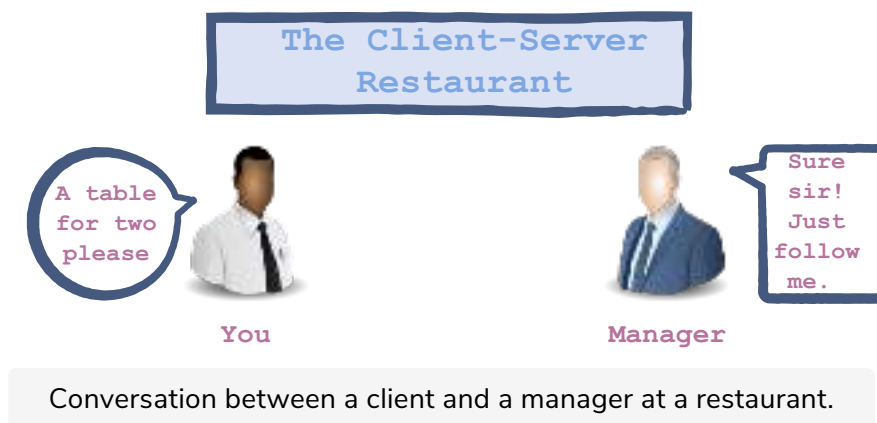 The Client-Server
Restaurant
A table
for two
please
Sure
sir!
Just
follow
me.
You
Manager
Conversation between a client and a manager at a restaurant.